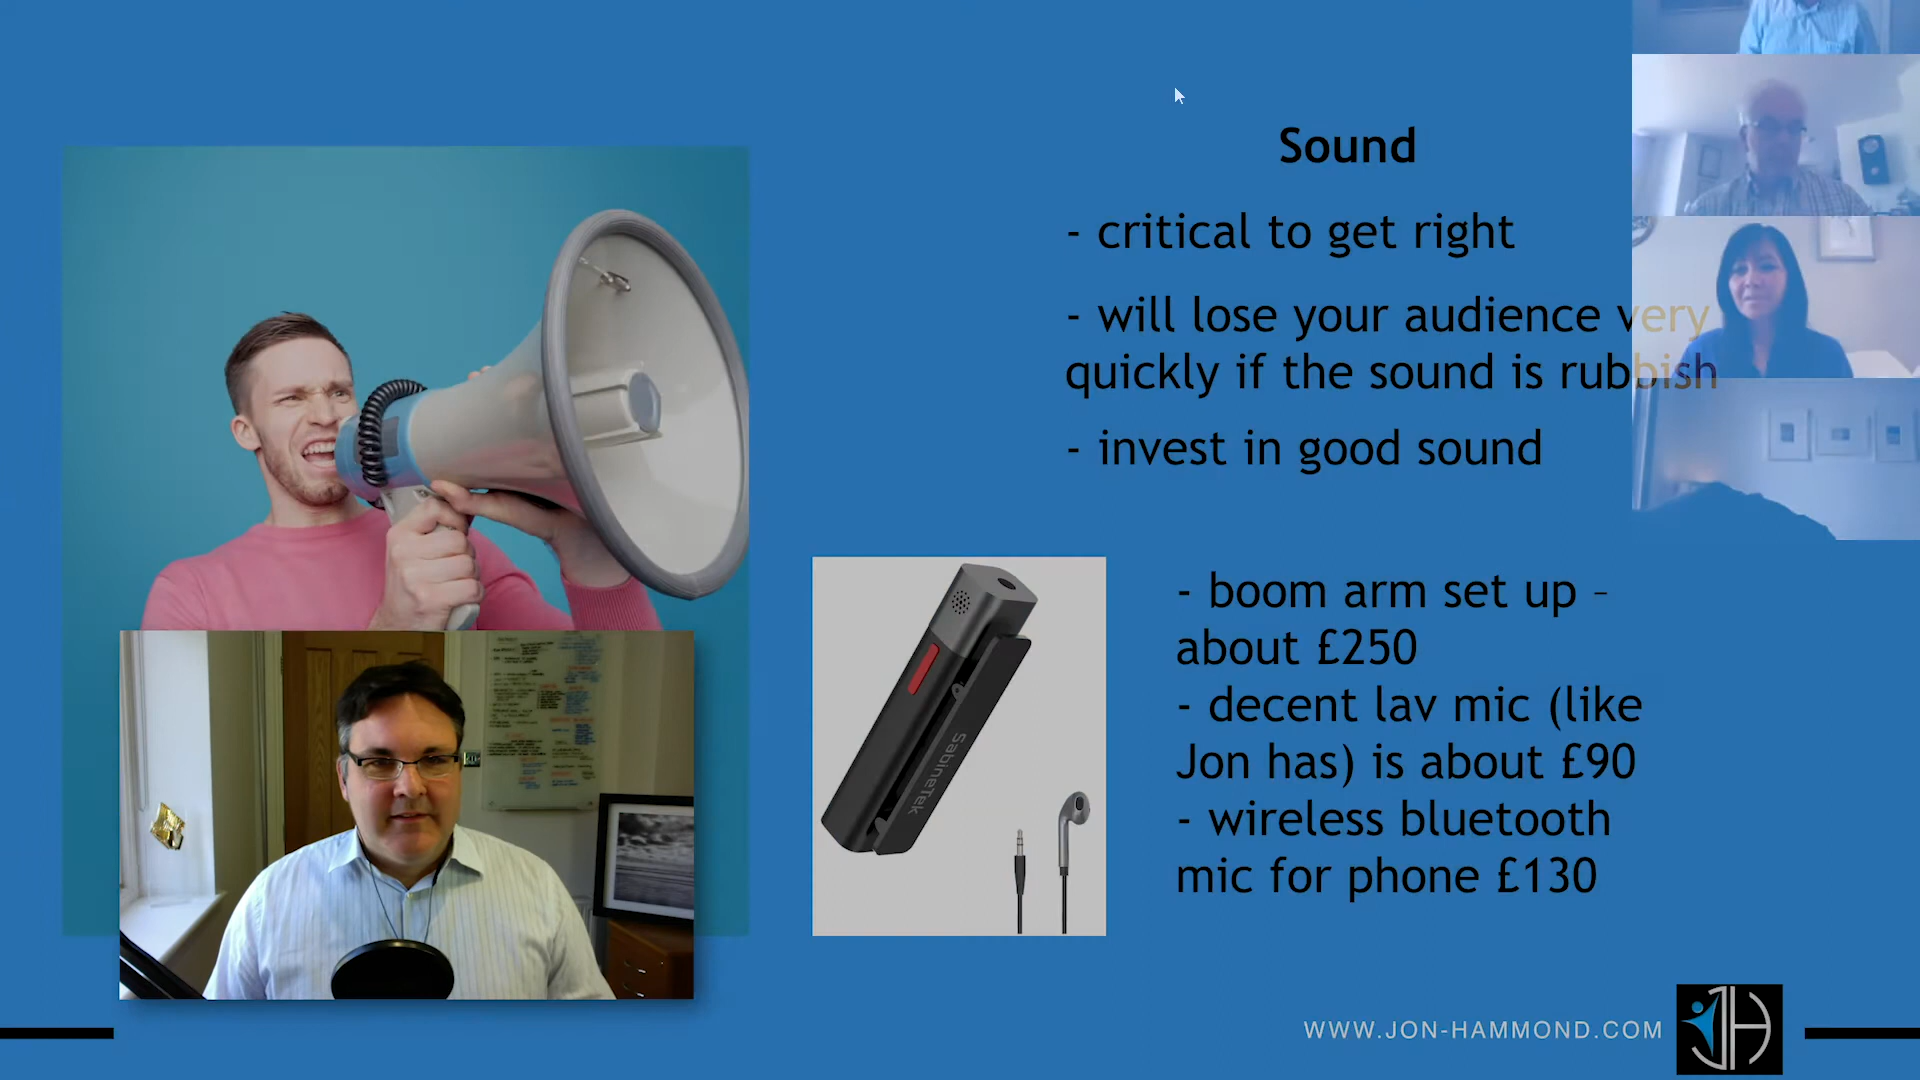 Sound
- critical to get right
- will lose your audience very
quickly if the sound is rubbish
- invest in good sound
SabineTek
- boom arm set up –
about £250
- decent lav mic (like
Jon has) is about £90
- wireless bluetooth
mic for phone £130
WWW.JON-HAMMOND.COM
JH